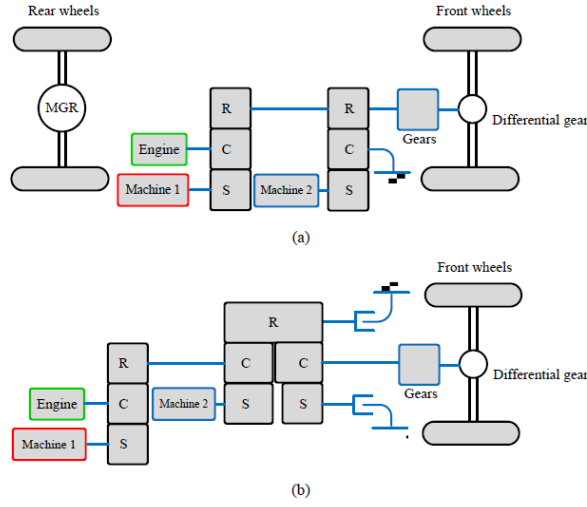 Rear wheels
Front wheels
MGR
R
R
Gears
Differential gear
Engine
C
C
Machine 1
S
Machine 2
S
(a)
Front wheels
R
R
C
C
Gears
Differential gear
Engine
C
Machine 2
S
S
Machine 1
S
(b)